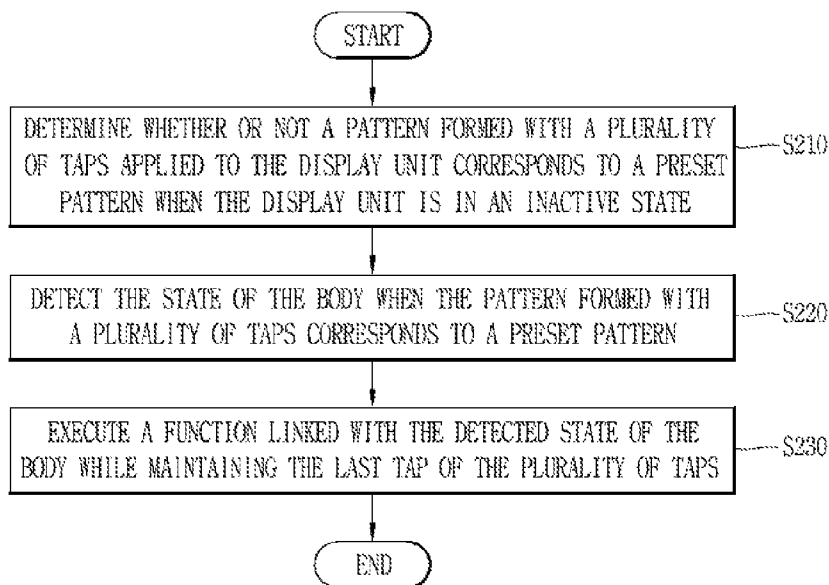 START
DETERMINE WHETHER OR NOT A PATTERN FORMED WITH A PLURALITY
OF TAPS APPLIED TO THE DISPLAY UNIT CORRESPONDS TO A PRESET
PATTERN WHEN THE DISPLAY UNIT IS IN AN INACTIVE STATE
S210
DETECT THE STATE OF THE BODY WHEN THE PATTERN FORMED WITH
A PLURALITY OF TAPS CORRESPONDS TO A PRESET PATTERN
S220
EXECUTE A FUNCTION LINKED WITH THE DETECTED STATE OF THE
BODY WHILE MAINTAINING THE LAST TAP OF THE PLURALITY OF TAPS
S230
END